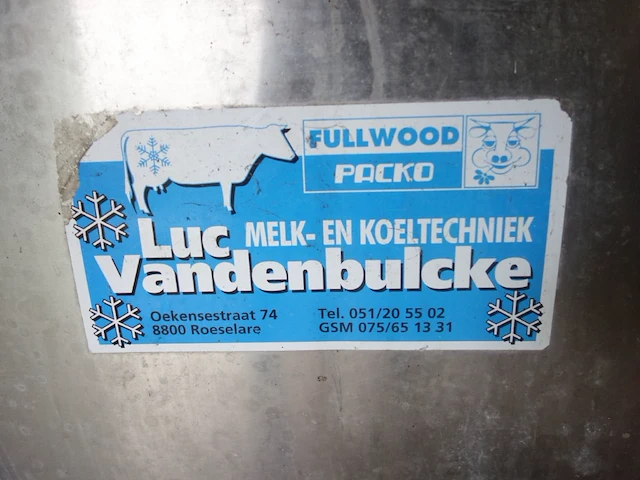 FULLWOOD
PACKO
Luc MELK- EN KOELTECHNIEK
Vandenbulcke
Oekensestraat 74 Tel. 051/20 55 02
8800 Roeselare GSM 075/65 13 31